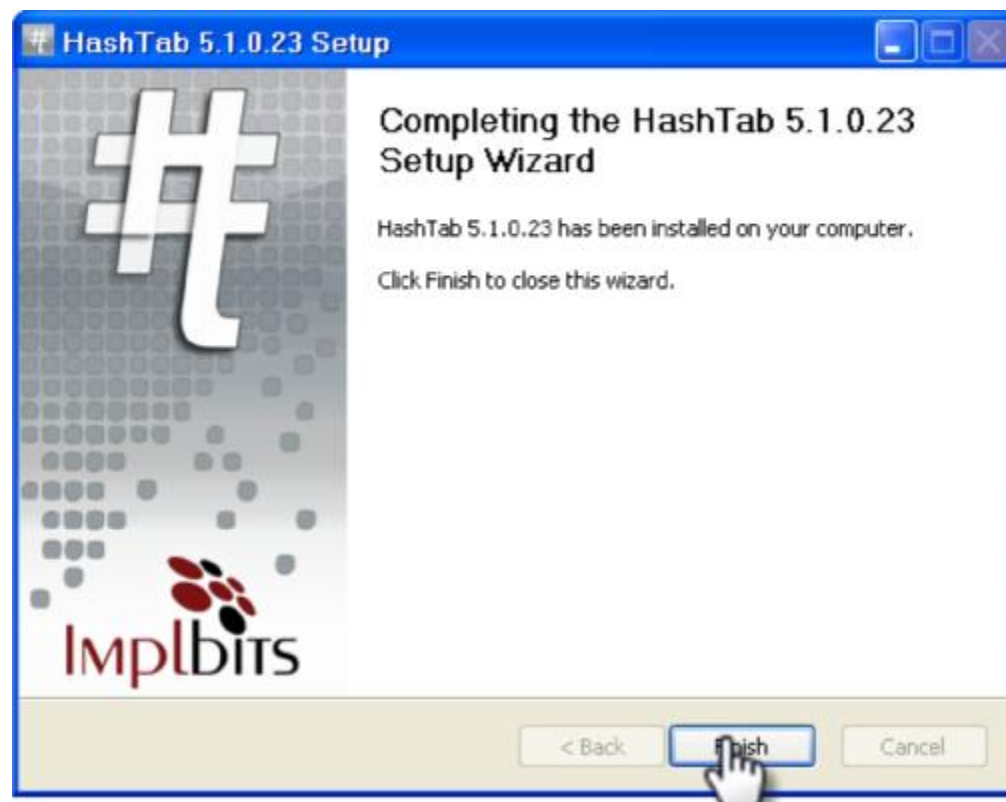 HashTab 5.1.0.23 Setup
Completing the HashTab 5.1.0.23
Setup Wizard
HashTab 5.1.0.23 has been installed on your computer.
Click Finish to close this wizard.
Implbits
< Back Finish Cancel